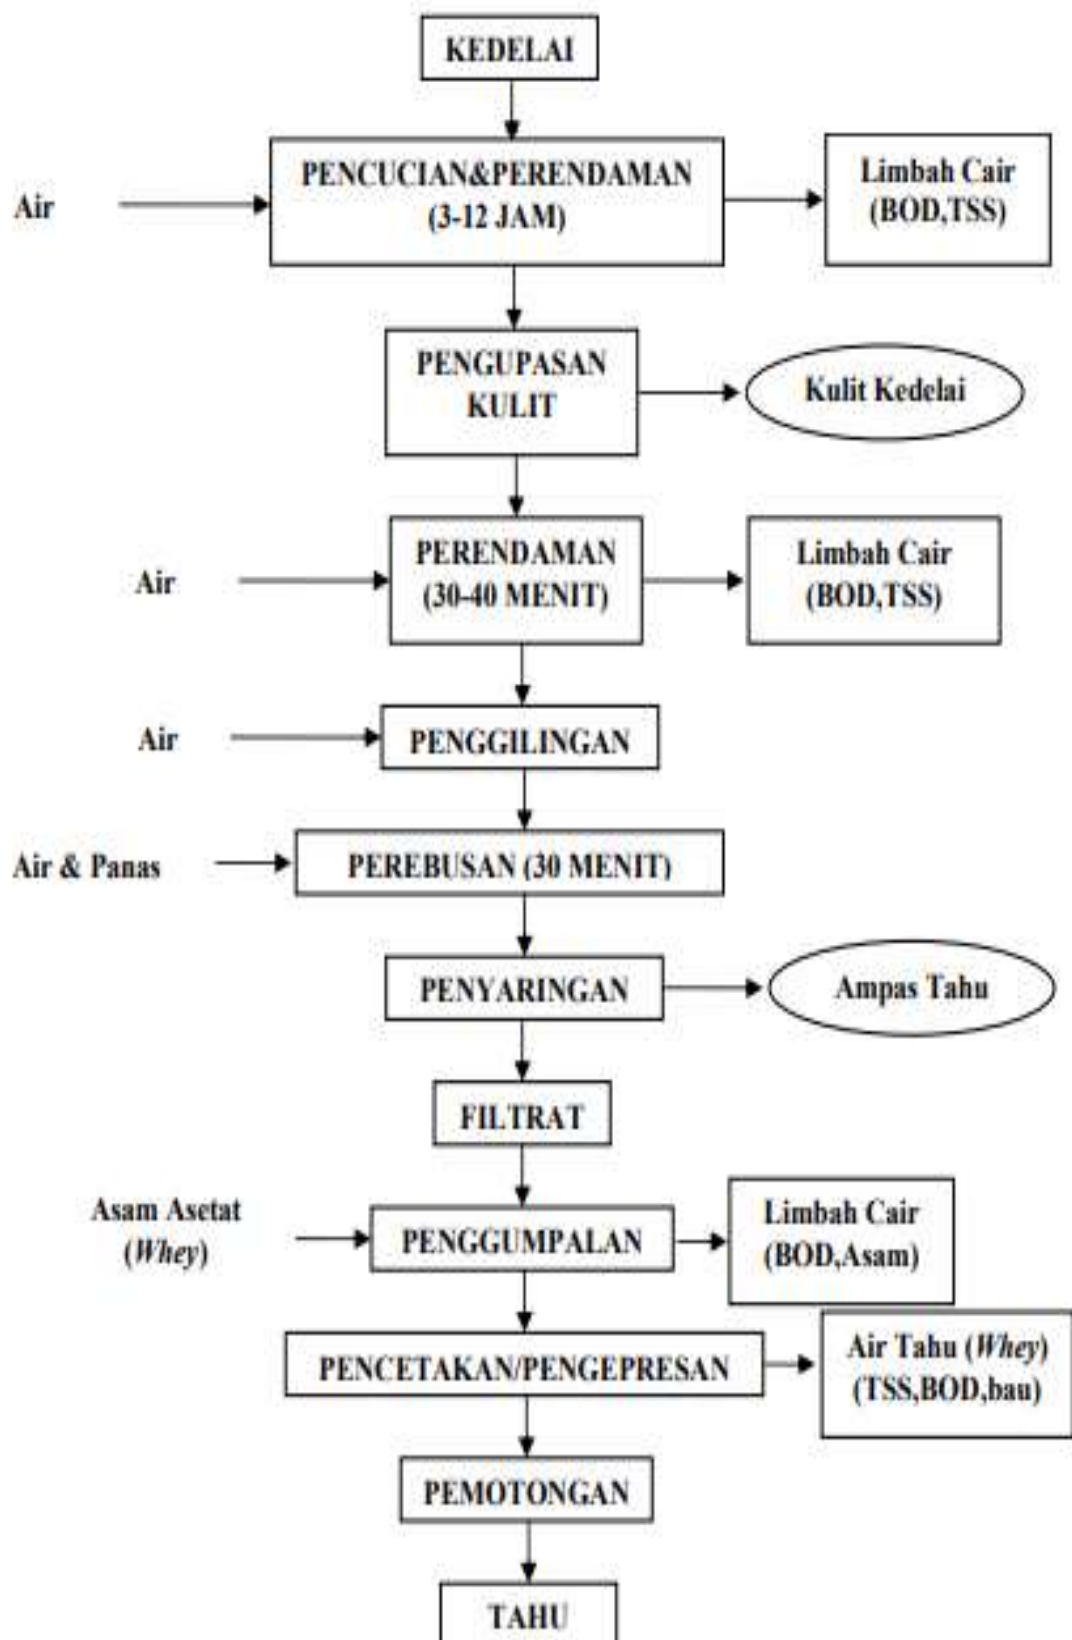 KEDELAI
Air
PENCUCIAN&PERENDAMAN
(3-12 JAM)
Limbah Cair
(BOD,TSS)
PENGUPASAN
KULIT
Kulit Kedelai
Air
PERENDAMAN
(30-40 MENIT)
Limbah Cair
(BOD,TSS)
Air
PENGGILINGAN
Air & Panas
PEREBUSAN (30 MENIT)
PENYARINGAN
Ampas Tahu
FILTRAT
Asam Asetat
(Whey)
PENGGUMPALAN
Limbah Cair
(BOD,Asam)
PENCETAKAN/PENGEPRESAN
Air Tahu (Whey)
(TSS,BOD,bau)
PEMOTONGAN
TAHU